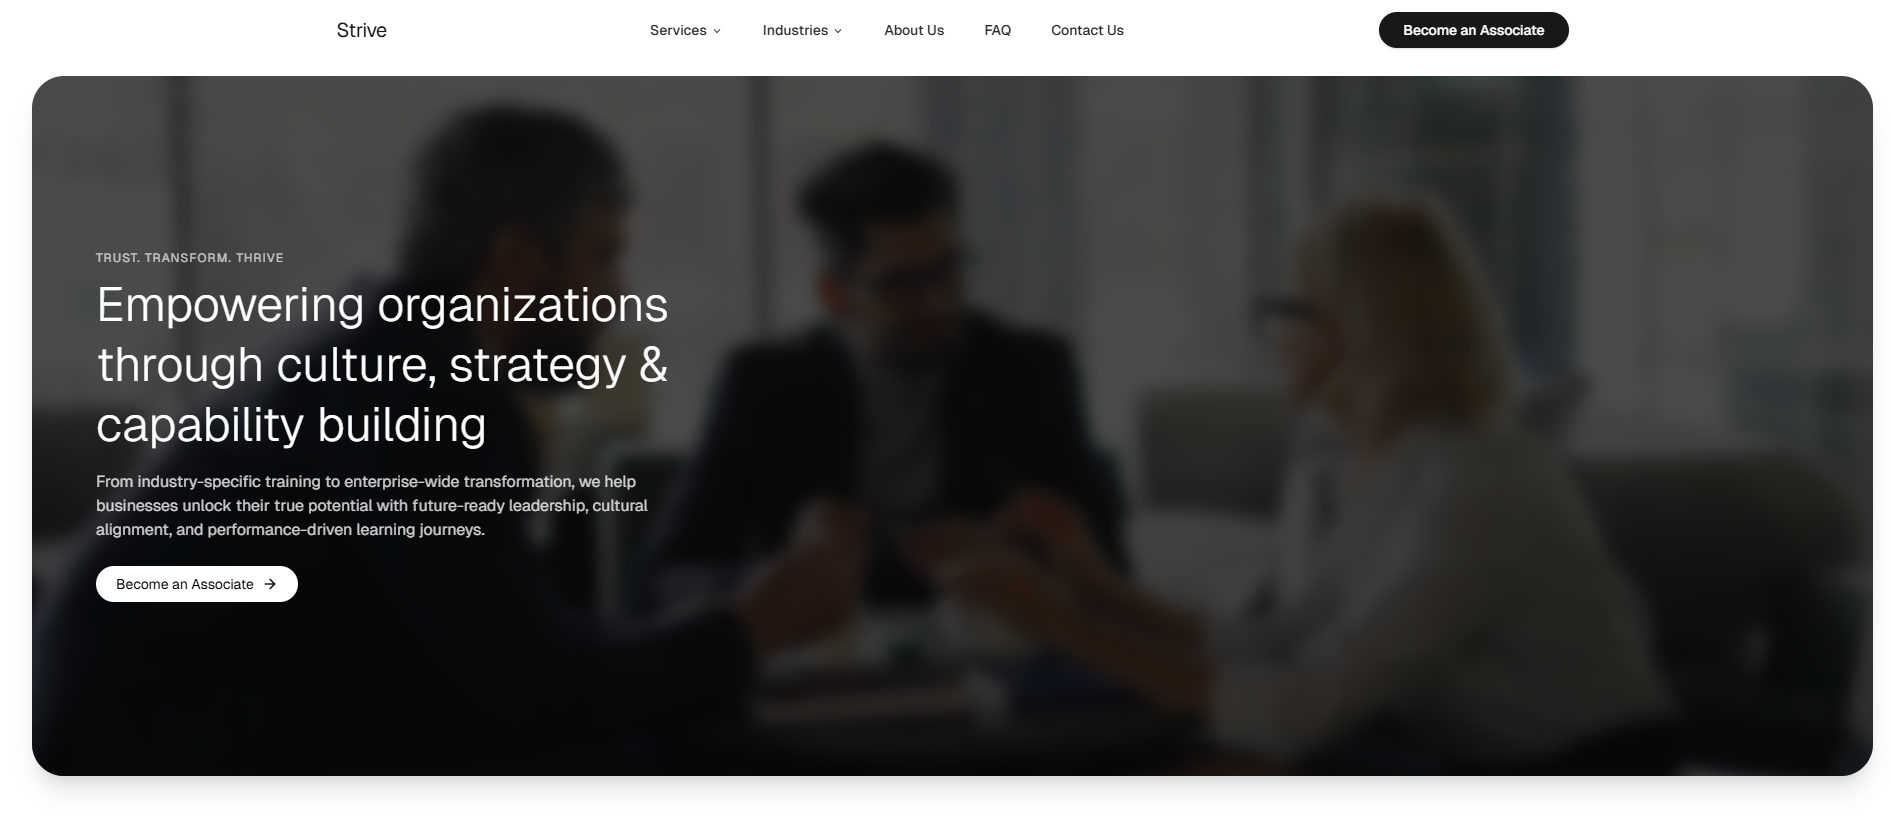 Strive
Services
Industries
About Us
FAQ
Contact Us
Become an Associate
TRUST. TRANSFORM. THRIVE
Empowering organizations
through culture, strategy &
capability building
From industry-specific training to enterprise-wide transformation, we help
businesses unlock their true potential with future-ready leadership, cultural
alignment, and performance-driven learning journeys.
Become an Associate →